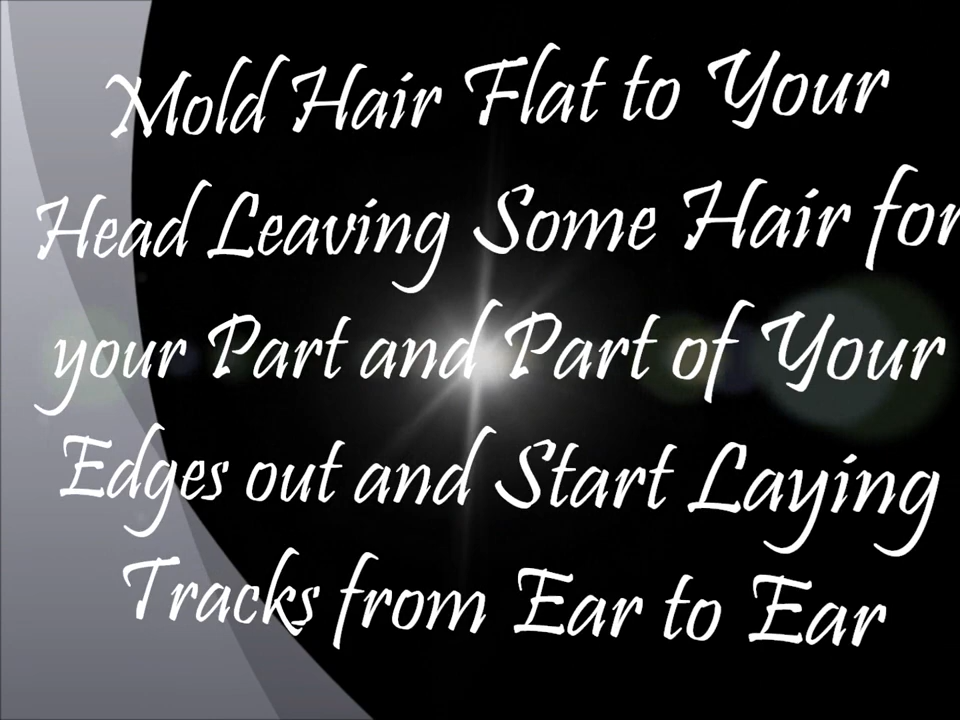 Mold Hair Flat to Your
Head Leaving Some Hair for
your Part and Part of Your
Edges out and Start Laying
Tracks from Ear to Ear